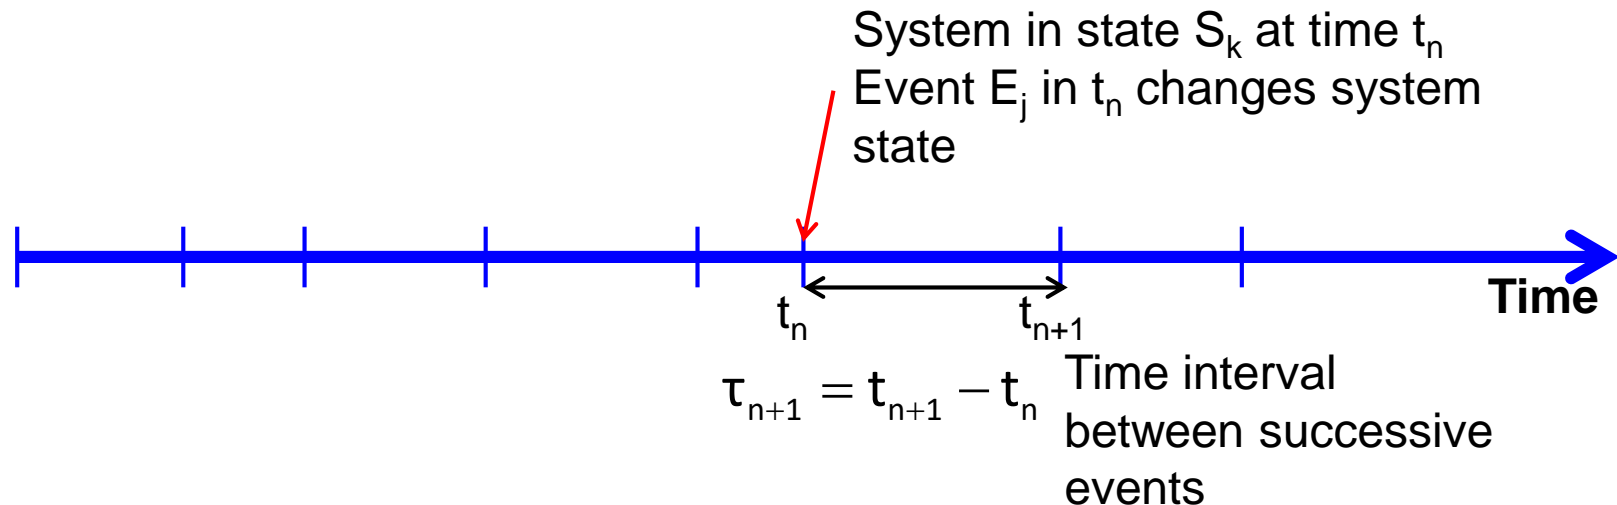 System in state Sₖ at time tₙ
Event Eⱼ in tₙ changes system
state
Time
tₙ
tₙ₊₁
τₙ₊₁ = tₙ₊₁ − tₙ
Time interval
between successive
events